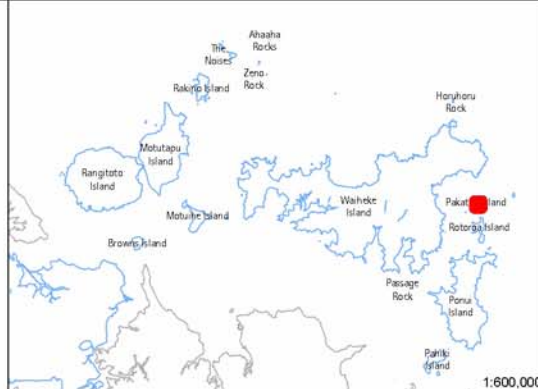 Ahaaha
Rocks
The
Noises
Zeno
Rock
Rakino Island
Horuhoru
Rock
Motutapu
Island
Rangitoto
Island
Waiheke
Island
Motuihe Island
Rotoroa Island
Browns Island
Passage
Rock
Ponui
Island
Pahiki
Island
1:600,000